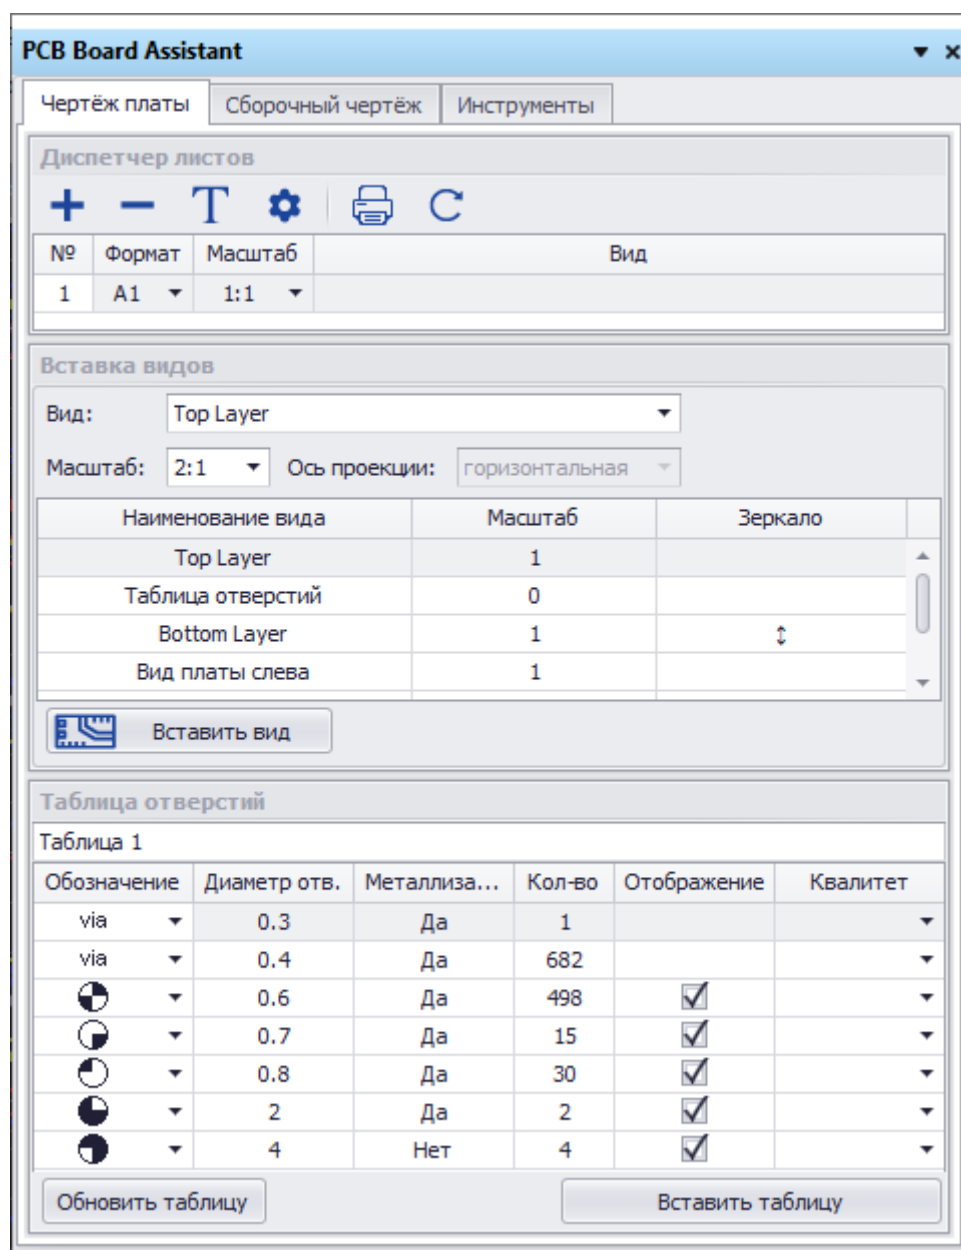 PCB Board Assistant
Чертёж платы Сборочный чертёж Инструменты
Диспетчер листов
№ Формат Масштаб Вид
1 A1 1:1
Вставка видов
Вид: Top Layer
Масштаб: 2:1 Ось проекции: горизонтальная
Наименование вида Масштаб Зеркало
Top Layer 1
Таблица отверстий 0
Bottom Layer 1 ↕
Вид платы слева 1
Вставить вид
Таблица отверстий
Таблица 1
Обозначение Диаметр отв. Металлиза... Кол-во Отображение Квалитет
via 0.3 Да 1
via 0.4 Да 682
0.6 Да 498
0.7 Да 15
0.8 Да 30
2 Да 2
4 Нет 4
Обновить таблицу Вставить таблицу